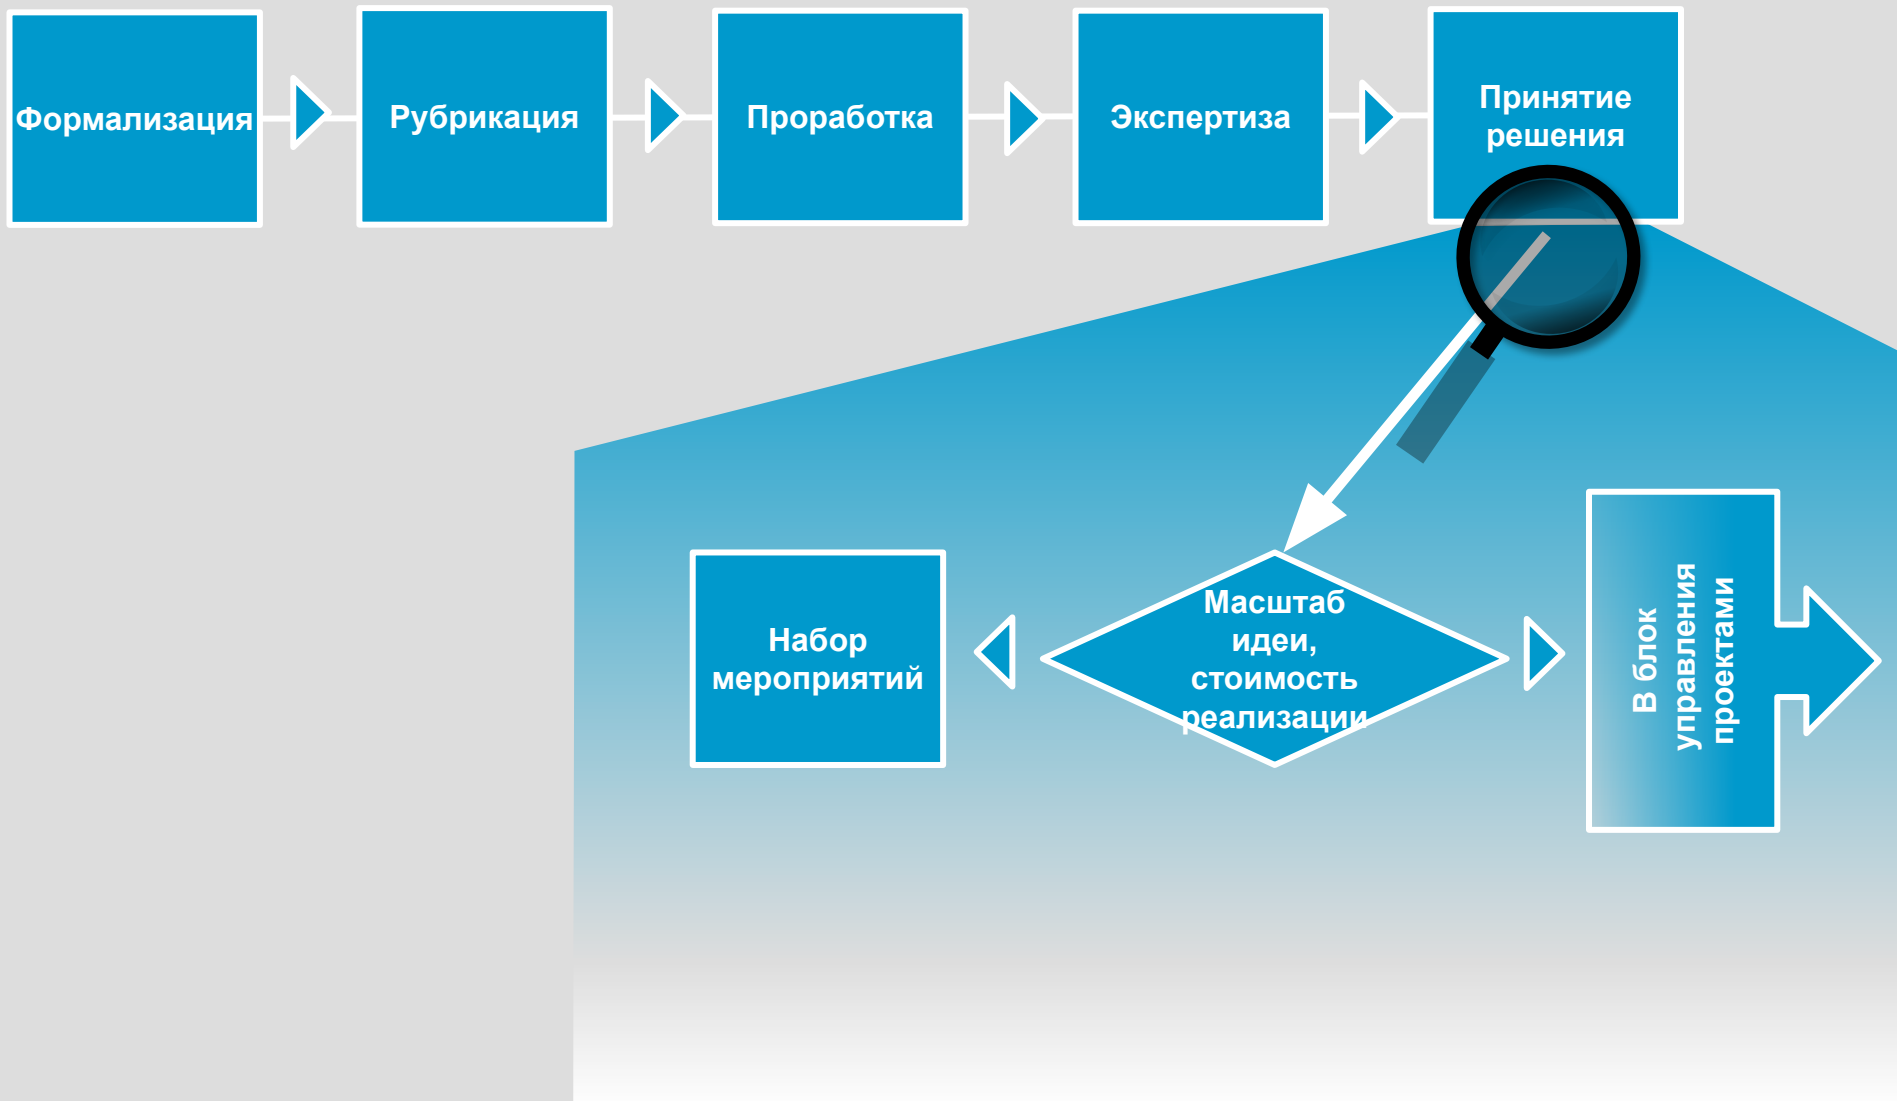 Формализация
Рубрикация
Проработка
Экспертиза
Принятие
решения
Набор
мероприятий
Масштаб
идеи,
стоимость
реализации
В блок
управления
проектами